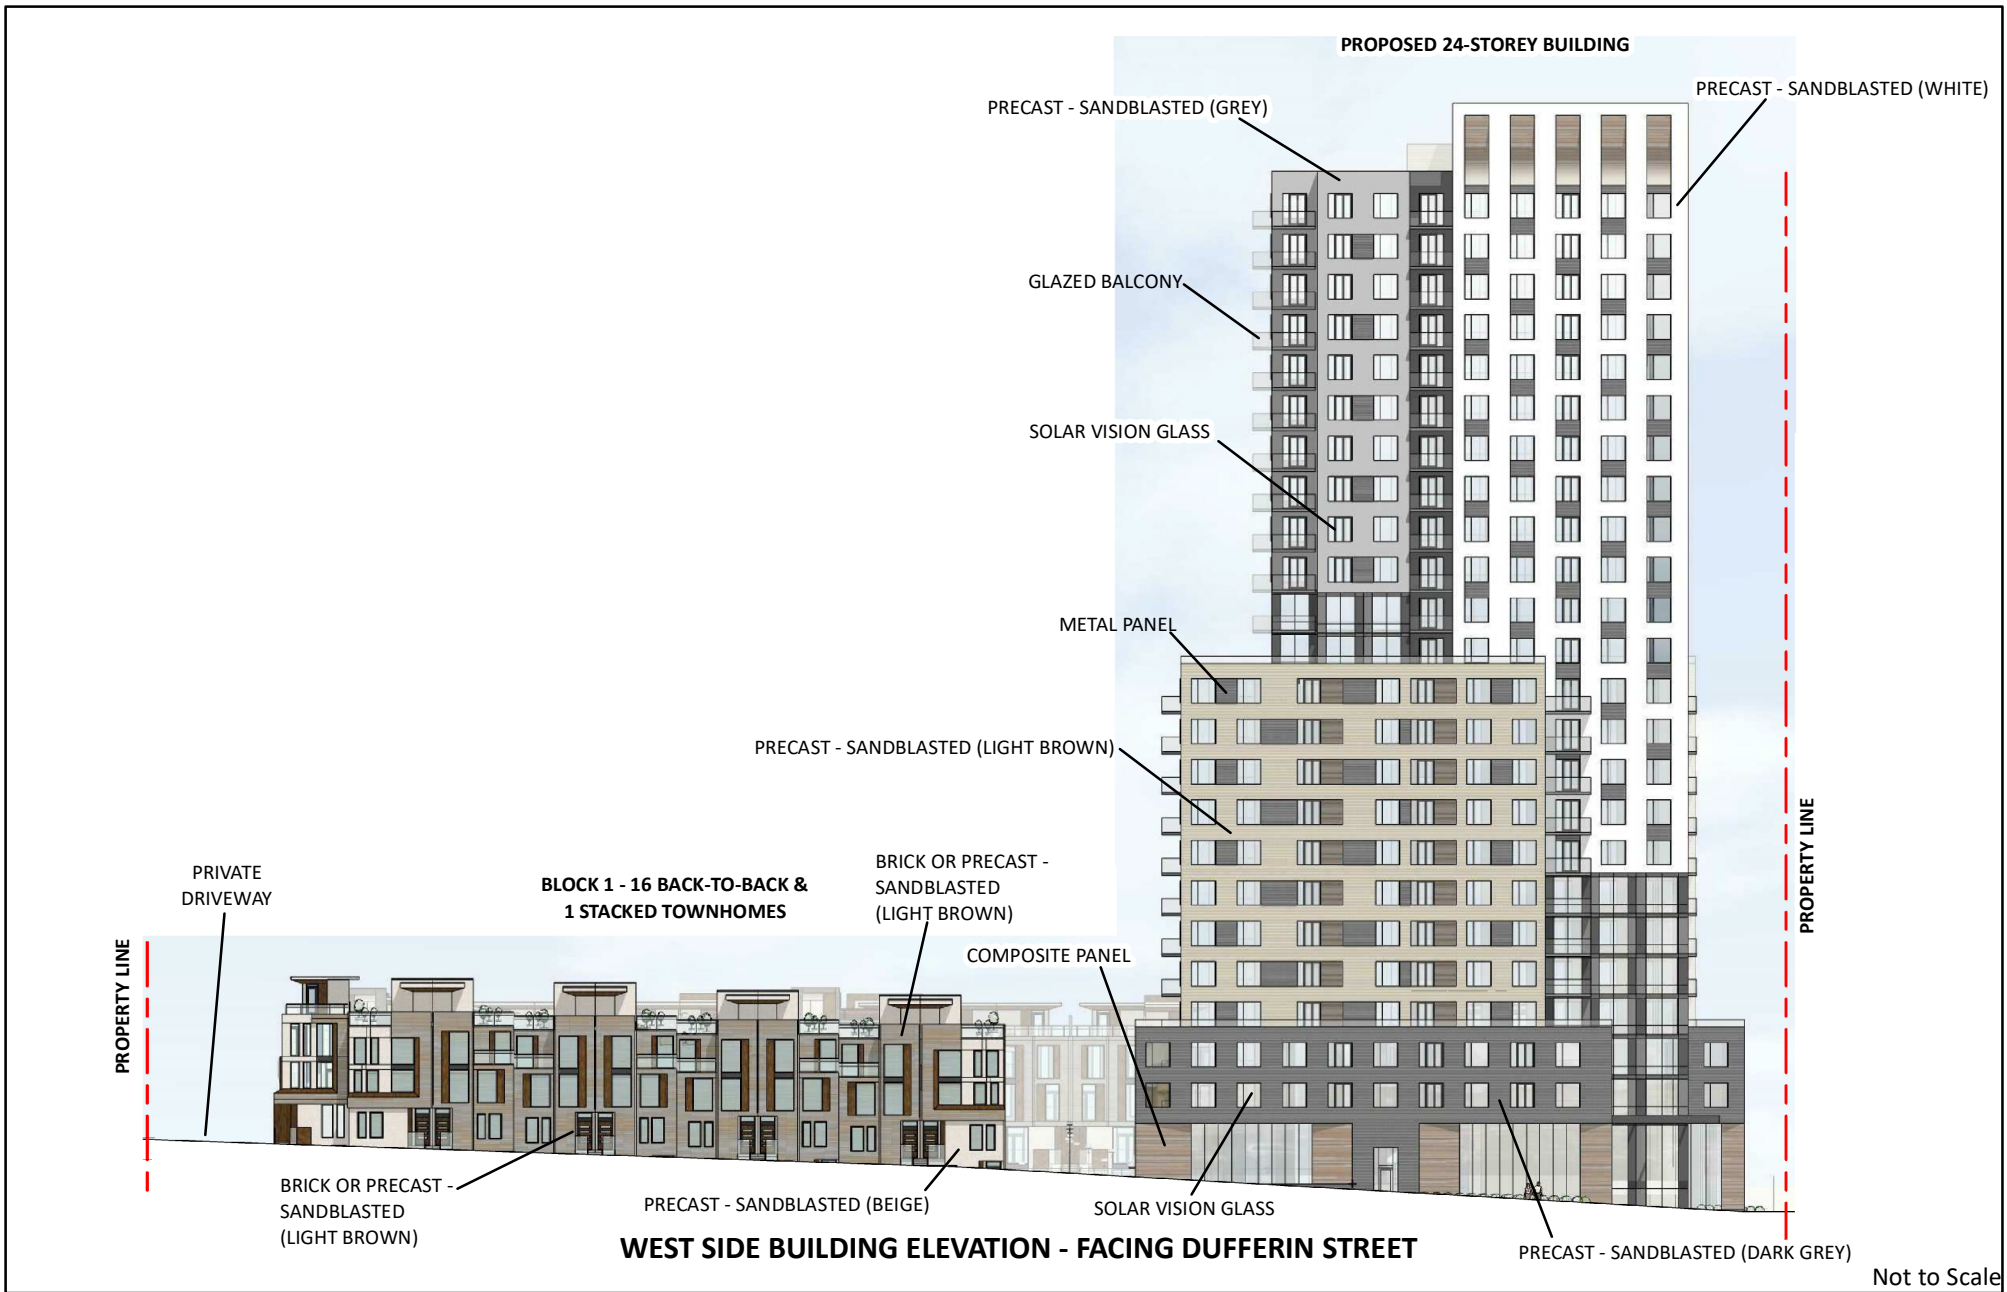 PROPOSED 24-STOREY BUILDING
PRECAST - SANDBLASTED (WHITE)
PRECAST - SANDBLASTED (GREY)
GLAZED BALCONY
SOLAR VISION GLASS
METAL PANEL
PRECAST - SANDBLASTED (LIGHT BROWN)
PROPERTY LINE
BRICK OR PRECAST -
SANDBLASTED
(LIGHT BROWN)
PRIVATE
DRIVEWAY
BLOCK 1 - 16 BACK-TO-BACK &
1 STACKED TOWNHOMES
PROPERTY LINE
COMPOSITE PANEL
BRICK OR PRECAST -
SANDBLASTED
(LIGHT BROWN)
PRECAST - SANDBLASTED (BEIGE)
SOLAR VISION GLASS
PRECAST - SANDBLASTED (DARK GREY)
WEST SIDE BUILDING ELEVATION - FACING DUFFERIN STREET
Not to Scale